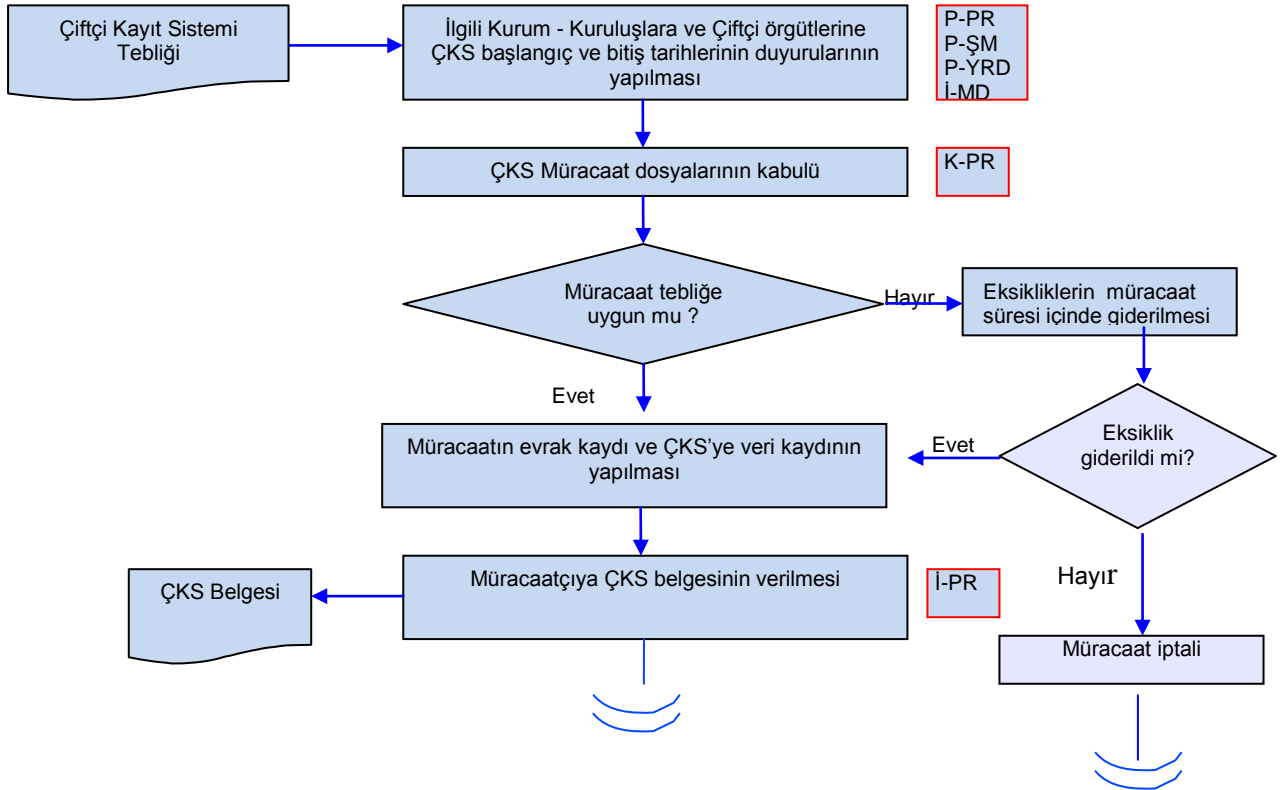 Çiftçi Kayıt Sistemi
Tebliği
İlgili Kurum - Kuruluşlara ve Çiftçi örgütlerine
ÇKS başlangıç ve bitiş tarihlerinin duyurularının
yapılması
P-PR
P-ŞM
P-YRD
İ-MD
ÇKS Müracaat dosyalarının kabulü
K-PR
Müracaat tebliğe
uygun mu ?
Hayır
Eksikliklerin müracaat
süresi içinde giderilmesi
Evet
Eksiklik
giderildi mi?
Evet
Müracaatın evrak kaydı ve ÇKS’ye veri kaydının
yapılması
Müracaatçıya ÇKS belgesinin verilmesi
İ-PR
ÇKS Belgesi
Hayır
Müracaat iptali